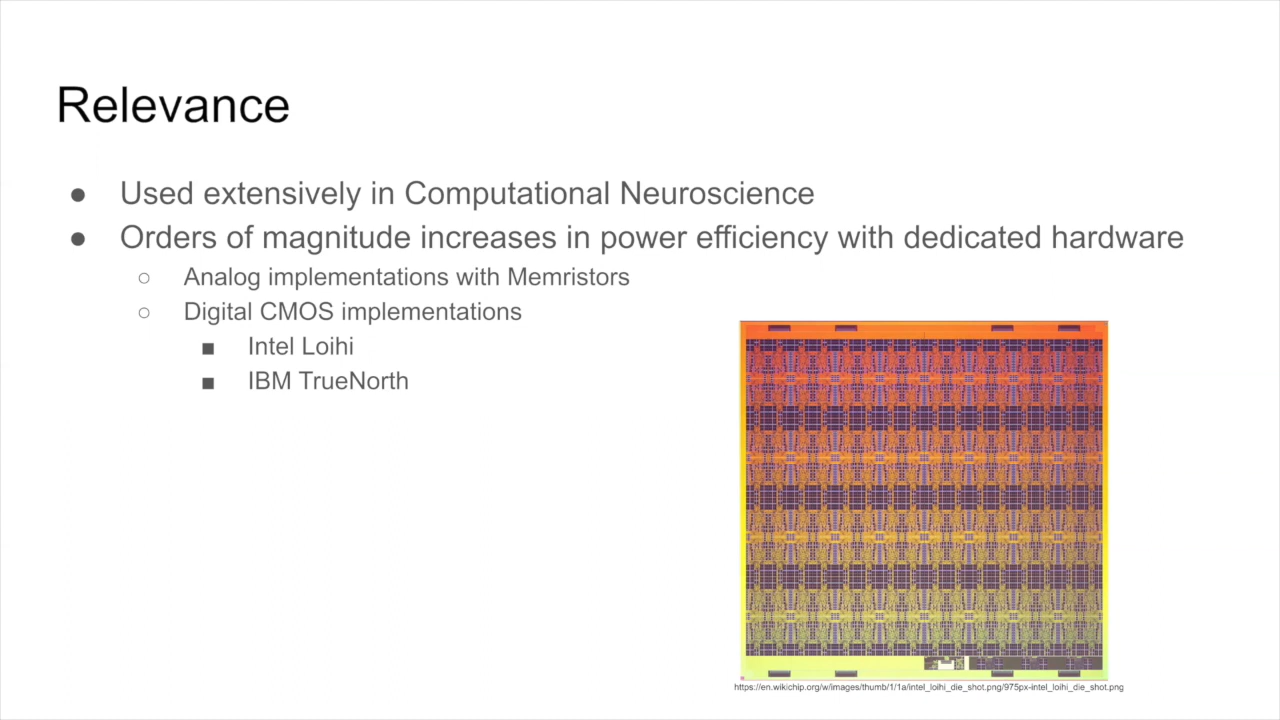 Relevance
● Used extensively in Computational Neuroscience
● Orders of magnitude increases in power efficiency with dedicated hardware
○ Analog implementations with Memristors
○ Digital CMOS implementations
■ Intel Loihi
■ IBM TrueNorth
https://en.wikichip.org/w/images/thumb/1/1a/intel_loihi_die_shot.png/975px-intel_loihi_die_shot.png